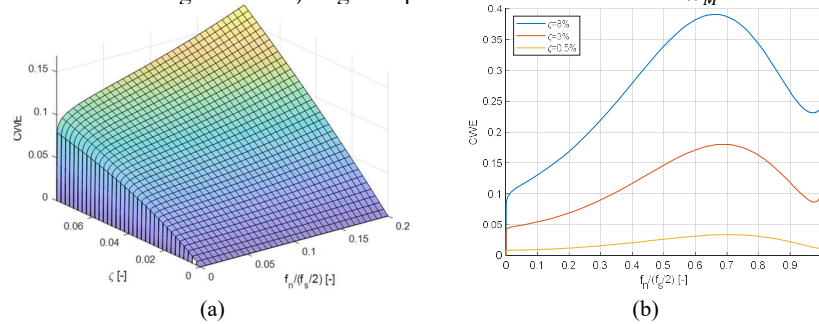 M
0.15
0.1
0.05
0
CWE
0.06
0.04
0.02
0
ζ [-]
0
0.05
0.1
0.15
0.2
f_n/(f_s/2) [-]
(a)
0.4
0.35
0.3
0.25
0.2
0.15
0.1
0.05
0
CWE
ζ=8%
ζ=3%
ζ=0.5%
0 0.1 0.2 0.3 0.4 0.5 0.6 0.7 0.8 0.9
f_n/(f_s/2) [-]
(b)